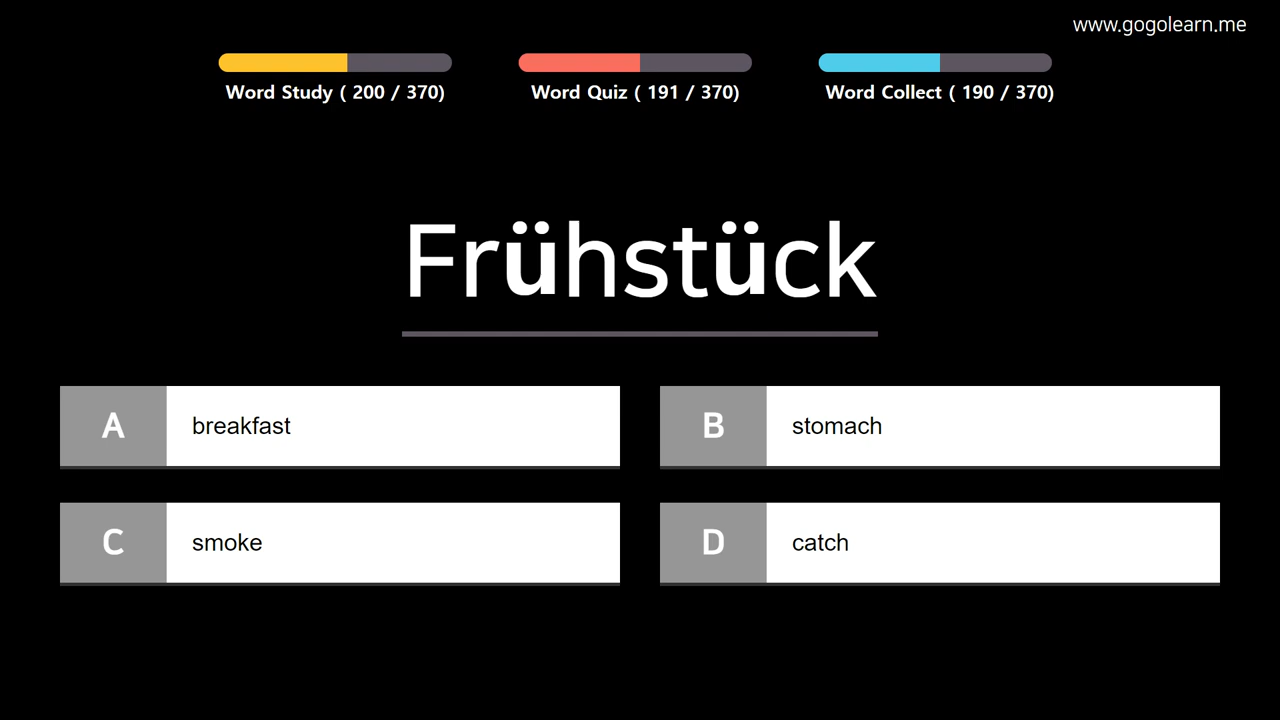 www.gogolearn.me
Word Study ( 200 / 370)
Word Quiz ( 191 / 370)
Word Collect ( 190 / 370)
Frühstück
A breakfast
B stomach
C smoke
D catch